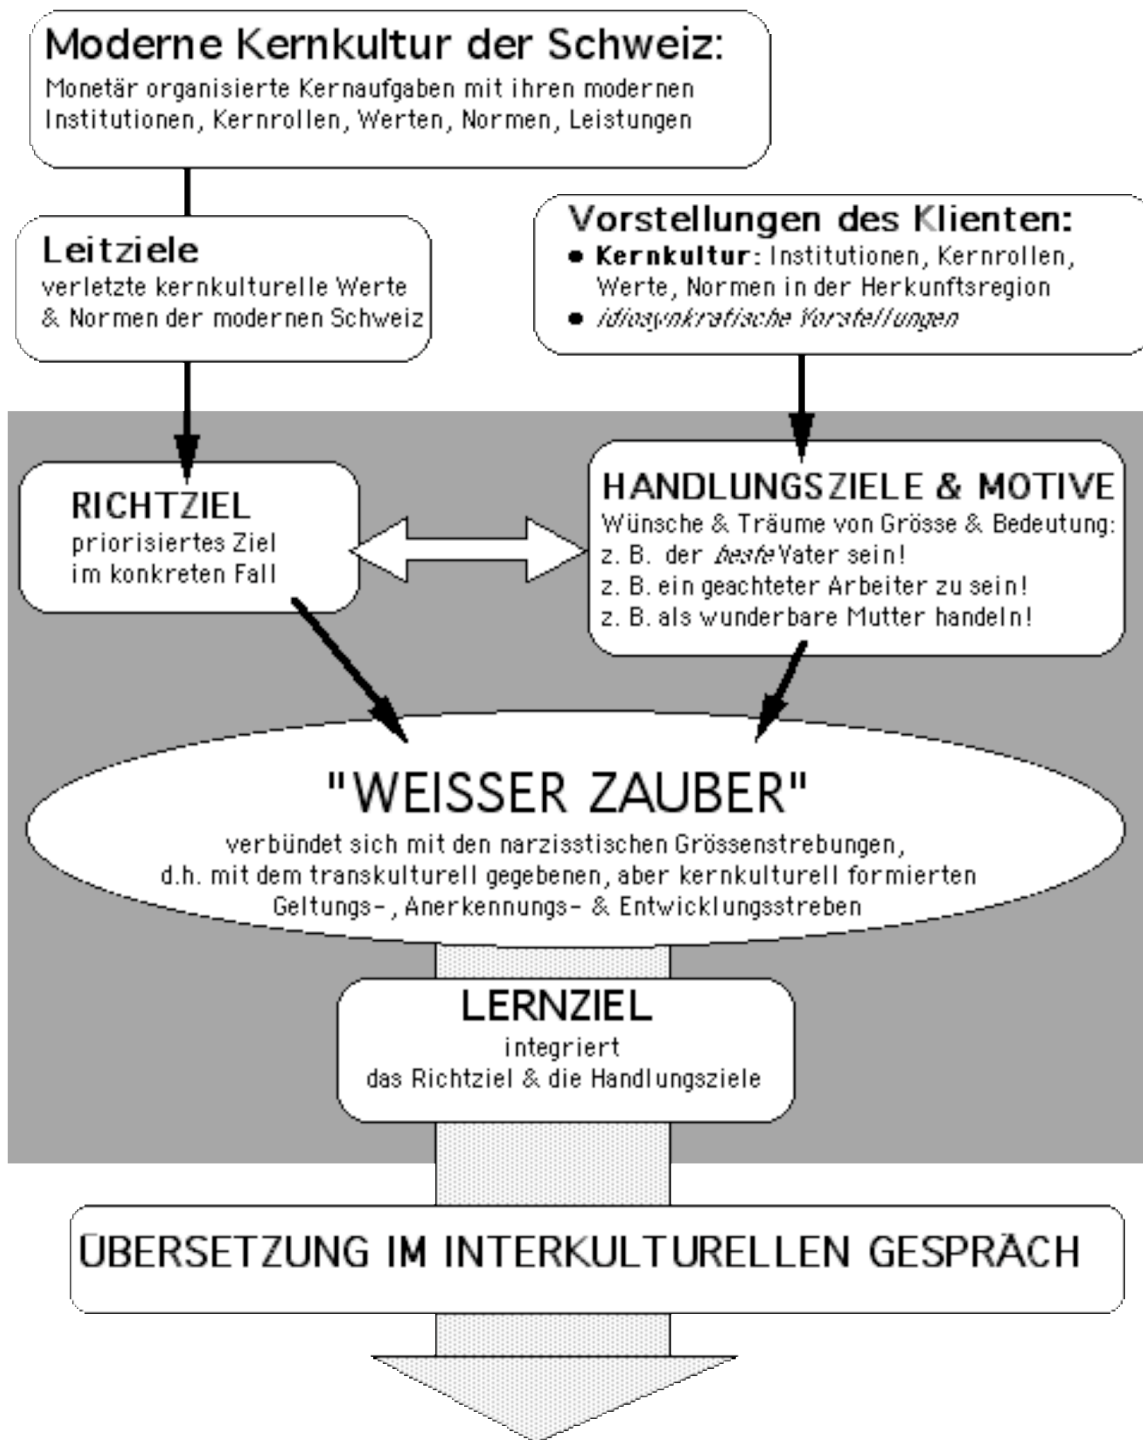 Moderne Kernkultur der Schweiz:
Monetär organisierte Kernaufgaben mit ihren modernen
Institutionen, Kernrollen, Werten, Normen, Leistungen
Leitziele
verletzte kernkulturelle Werte
& Normen der modernen Schweiz
Vorstellungen des Klienten:
● Kernkultur: Institutionen, Kernrollen,
Werte, Normen in der Herkunftsregion
● idiosynkratische Vorstellungen
RICHTZIEL
priorisiertes Ziel
im konkreten Fall
HANDLUNGSZIELE & MOTIVE
Wünsche & Träume von Grösse & Bedeutung:
z. B. der beste Vater sein!
z. B. ein geachteter Arbeiter zu sein!
z. B. als wunderbare Mutter handeln!
"WEISSER ZAUBER"
verbündet sich mit den narzisstischen Grössenstrebungen,
d.h. mit dem transkulturell gegebenen, aber kernkulturell formierten
Geltungs-, Anerkennungs- & Entwicklungsstreben
LERNZIEL
integriert
das Richtziel & die Handlungsziele
ÜBERSETZUNG IM INTERKULTURELLEN GESPRÄCH